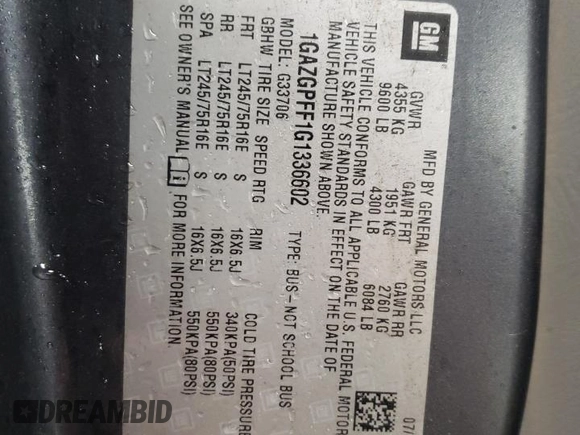 GM
MFD BY GENERAL MOTORS LLC 07/
GVWR GAWR FRT GAWR RR
4355 KG 1951 KG 2760 KG
9600 LB 4300 LB 6084 LB
THIS VEHICLE CONFORMS TO ALL APPLICABLE U.S. FEDERAL MOTOR
VEHICLE SAFETY STANDARDS IN EFFECT ON THE DATE OF
MANUFACTURE SHOWN ABOVE.
1GAZGPFF1G1336602 TYPE: BUS–NCT SCHOOL BUS
MODEL: G33706
GBHW TIRE SIZE SPEED RTG RIM COLD TIRE PRESSURE
FRT LT245/75R16E S 16X6.5J 340KPA(50PSI)
RR LT245/75R16E S 16X6.5J 550KPA(80PSI)
SPA LT245/75R16E S 16X6.5J 550KPA(80PSI)
SEE OWNER'S MANUAL i FOR MORE INFORMATION
DREAMBID